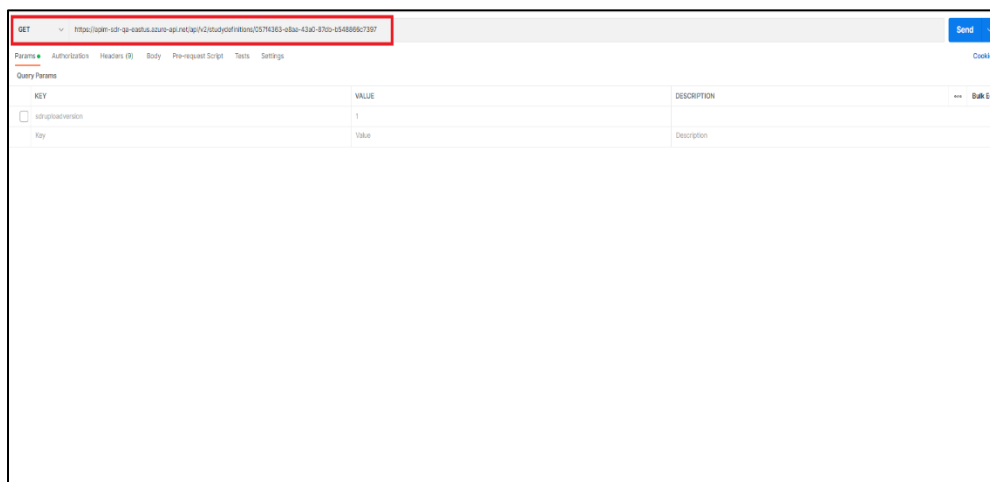 GET https://apim-sdr-qa-eastus.azure-api.net/api/v2/studydefinitions/057f4363-e8aa-43a0-87db-b548866c7397 Send
Params Authorization Headers (9) Body Pre-request Script Tests Settings Cookie
Query Params
KEY VALUE DESCRIPTION ••• Bulk E
sdruploadversion 1
Key Value Description